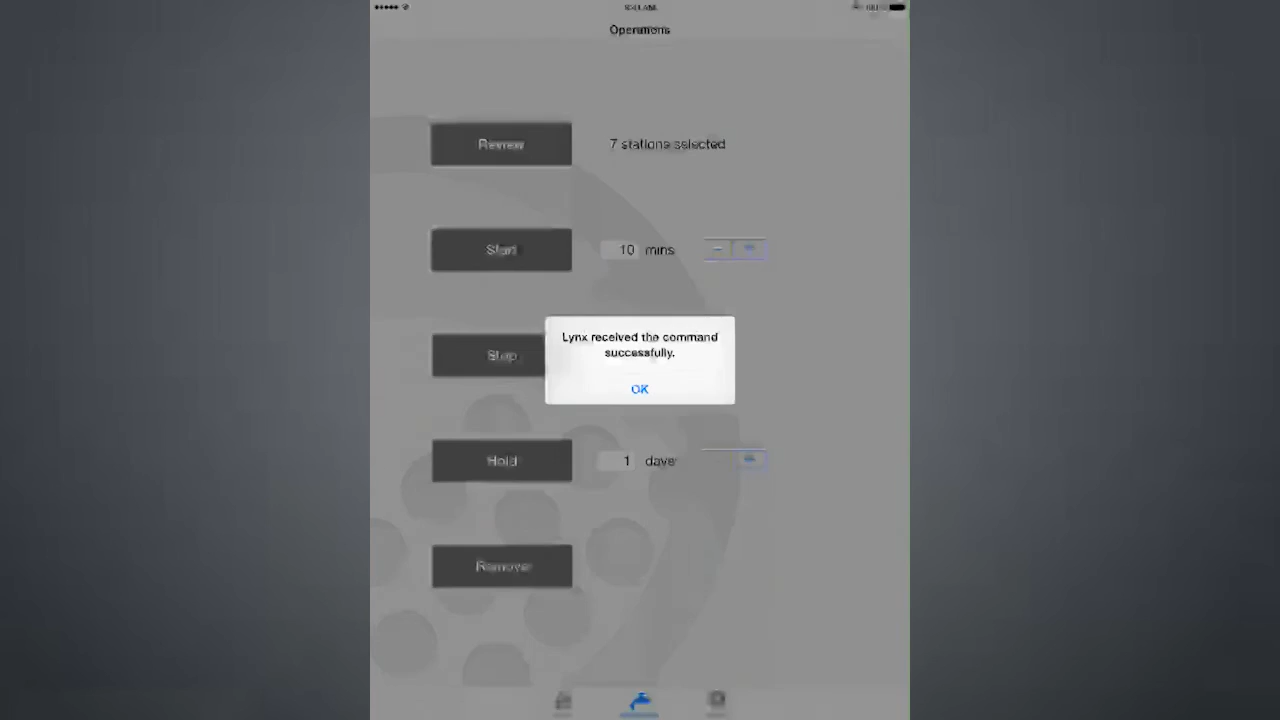 Operations
Review
7 stations selected
Start
10 mins
Stop
Lynx received the command
successfully.
OK
Hold
1 days
Remove